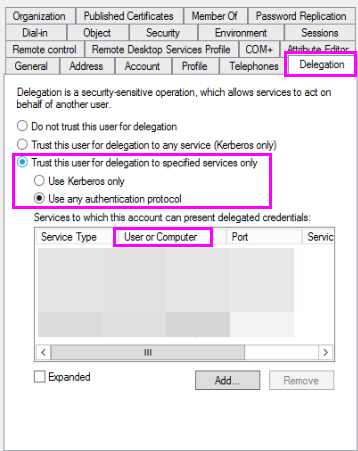 Organization Published Certificates Member Of Password Replication
Dial-in Object Security Environment Sessions
Remote control Remote Desktop Services Profile COM+ Attribute Editor
General Address Account Profile Telephones Delegation
Delegation is a security-sensitive operation, which allows services to act on
behalf of another user.
Do not trust this user for delegation
Trust this user for delegation to any service (Kerberos only)
Trust this user for delegation to specified services only
Use Kerberos only
Use any authentication protocol
Services to which this account can present delegated credentials:
Service Type User or Computer Port Servic
Expanded Add... Remove